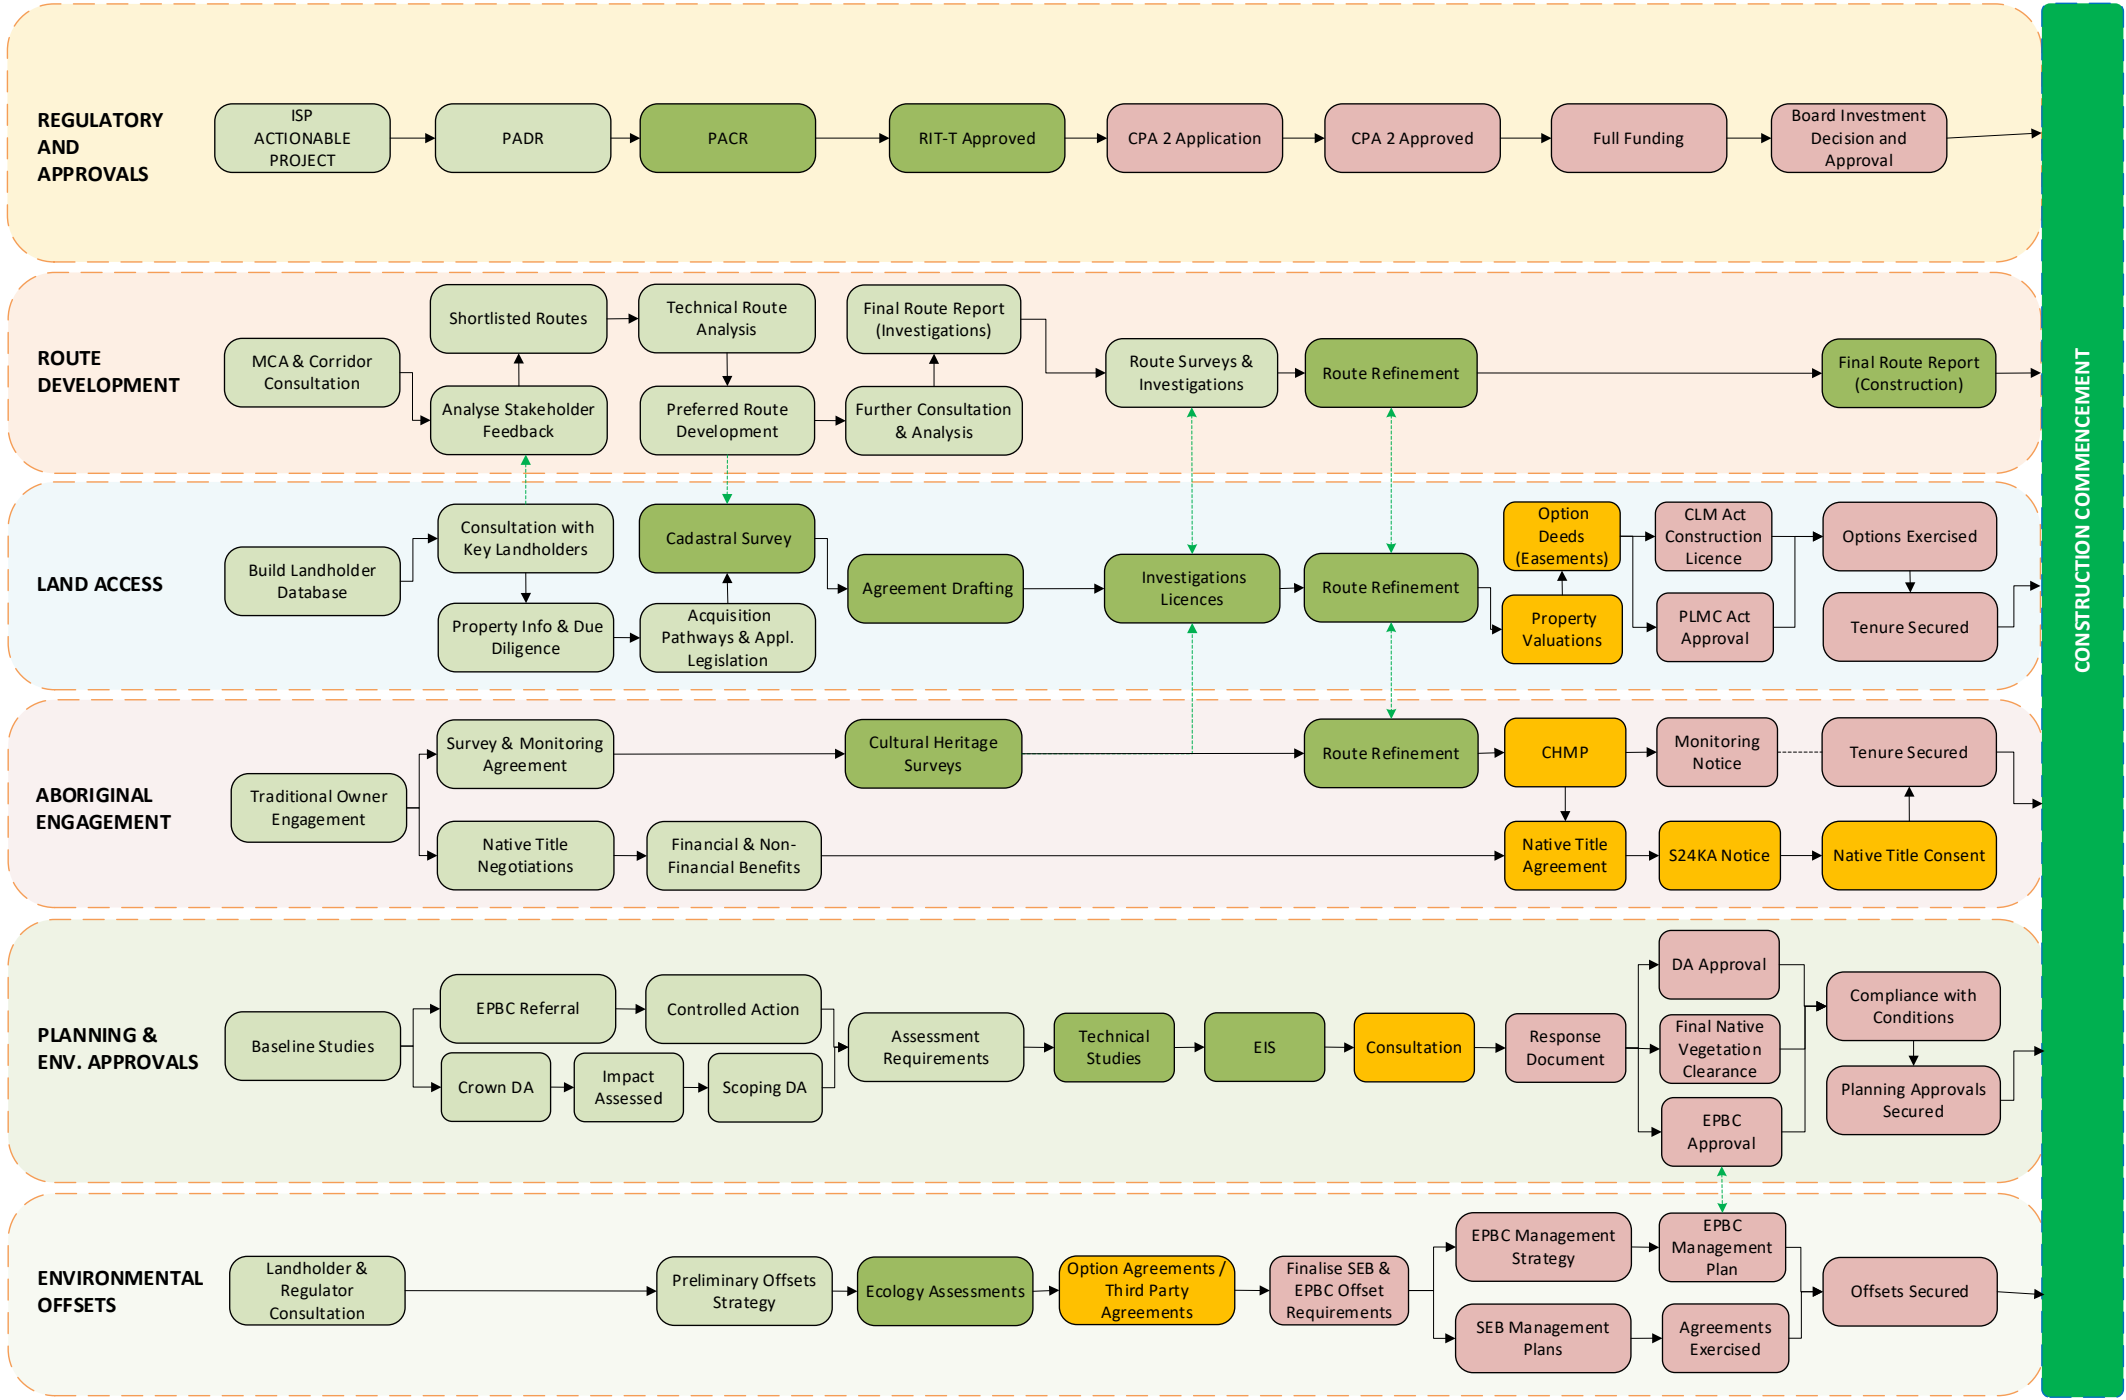 REGULATORY
AND
APPROVALS
ISP
ACTIONABLE
PROJECT
PADR
PACR
RIT-T Approved
CPA 2 Application
CPA 2 Approved
Full Funding
Board Investment
Decision and
Approval
ROUTE
DEVELOPMENT
MCA & Corridor
Consultation
Shortlisted Routes
Analyse Stakeholder
Feedback
Technical Route
Analysis
Preferred Route
Development
Final Route Report
(Investigations)
Further Consultation
& Analysis
Route Surveys &
Investigations
Route Refinement
Final Route Report
(Construction)
LAND ACCESS
Build Landholder
Database
Consultation with
Key Landholders
Property Info & Due
Diligence
Cadastral Survey
Acquisition
Pathways & Appl.
Legislation
Agreement Drafting
Investigations
Licences
Route Refinement
Option
Deeds
(Easements)
Property
Valuations
CLM Act
Construction
Licence
PLMC Act
Approval
Options Exercised
Tenure Secured
ABORIGINAL
ENGAGEMENT
Traditional Owner
Engagement
Survey & Monitoring
Agreement
Native Title
Negotiations
Financial & Non-
Financial Benefits
Cultural Heritage
Surveys
Route Refinement
CHMP
Native Title
Agreement
Monitoring
Notice
S24KA Notice
Tenure Secured
Native Title Consent
PLANNING &
ENV. APPROVALS
Baseline Studies
EPBC Referral
Controlled Action
Crown DA
Impact
Assessed
Scoping DA
Assessment
Requirements
Technical
Studies
EIS
Consultation
Response
Document
DA Approval
Final Native
Vegetation
Clearance
EPBC
Approval
Compliance with
Conditions
Planning Approvals
Secured
ENVIRONMENTAL
OFFSETS
Landholder &
Regulator
Consultation
Preliminary Offsets
Strategy
Ecology Assessments
Option Agreements /
Third Party
Agreements
Finalise SEB &
EPBC Offset
Requirements
EPBC Management
Strategy
SEB Management
Plans
EPBC
Management
Plan
Agreements
Exercised
Offsets Secured
CONSTRUCTION COMMENCEMENT